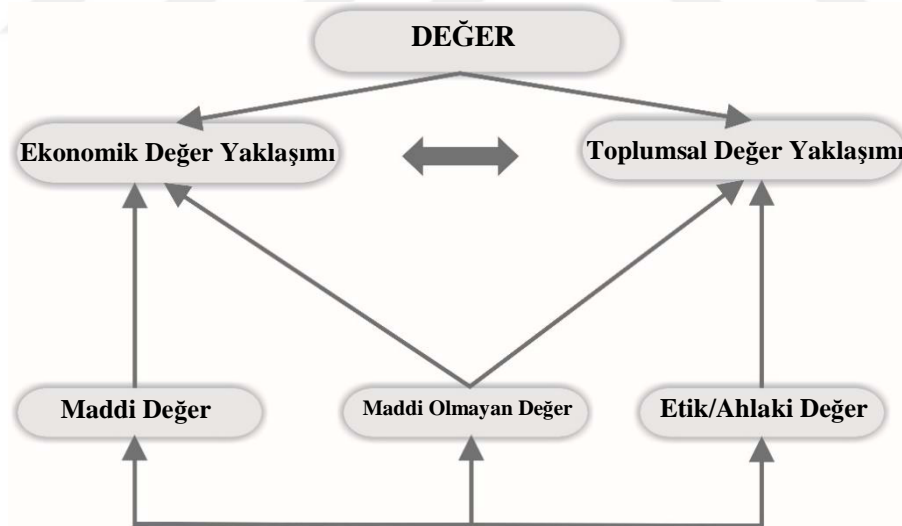 DEĞER
Ekonomik Değer Yaklaşımı
Toplumsal Değer Yaklaşımı
Maddi Değer
Maddi Olmayan Değer
Etik/Ahlaki Değer